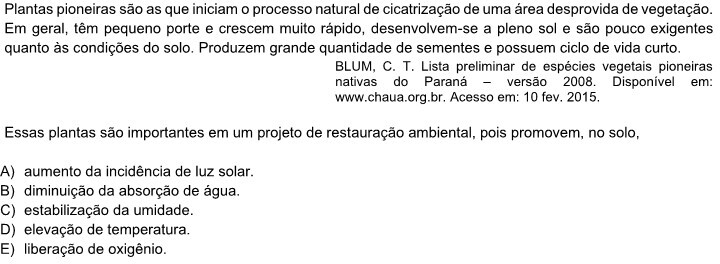 Plantas pioneiras são as que iniciam o processo natural de cicatrização de uma área desprovida de vegetação.
Em geral, têm pequeno porte e crescem muito rápido, desenvolvem-se a pleno sol e são pouco exigentes
quanto às condições do solo. Produzem grande quantidade de sementes e possuem ciclo de vida curto.
BLUM, C. T. Lista preliminar de espécies vegetais pioneiras
nativas do Paraná – versão 2008. Disponível em:
www.chaua.org.br. Acesso em: 10 fev. 2015.
Essas plantas são importantes em um projeto de restauração ambiental, pois promovem, no solo,
A) aumento da incidência de luz solar.
B) diminuição da absorção de água.
C) estabilização da umidade.
D) elevação de temperatura.
E) liberação de oxigênio.